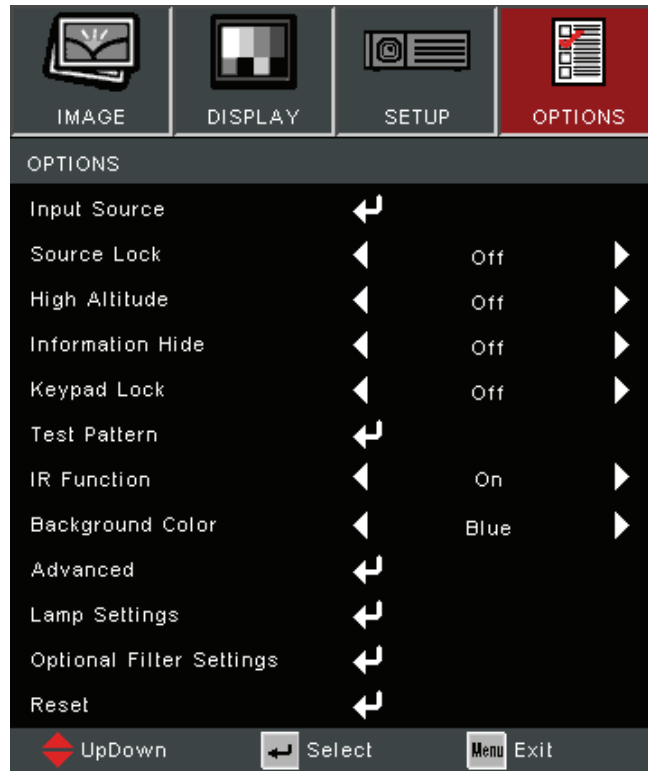 IMAGE DISPLAY SETUP OPTIONS
OPTIONS
Input Source
Source Lock Off
High Altitude Off
Information Hide Off
Keypad Lock Off
Test Pattern
IR Function On
Background Color Blue
Advanced
Lamp Settings
Optional Filter Settings
Reset
UpDown Select Menu Exit